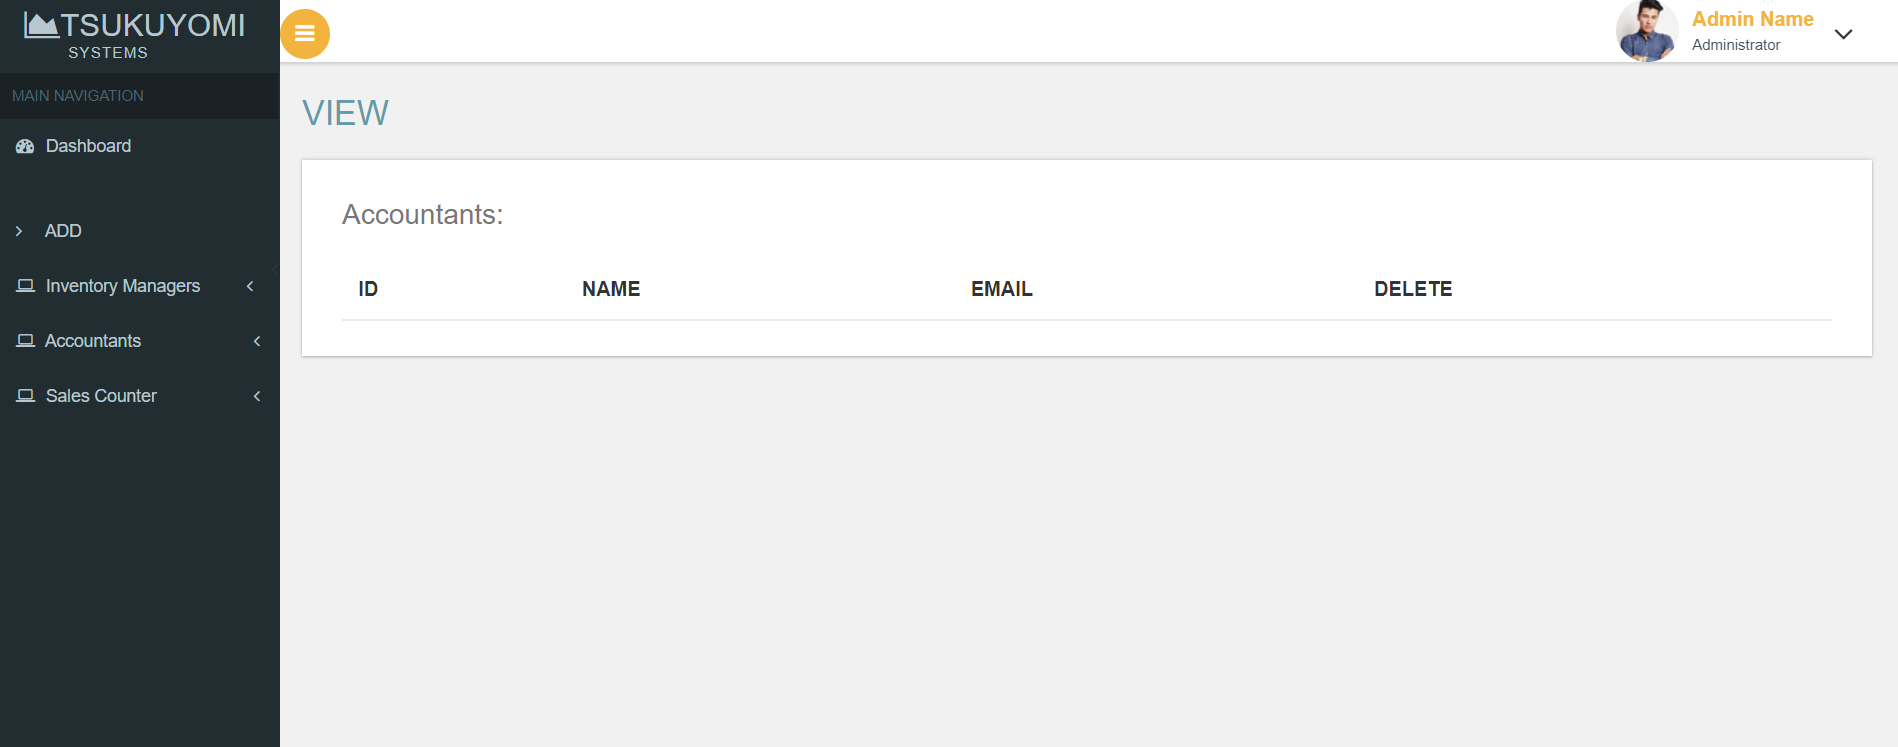 TSUKUYOMI
SYSTEMS
MAIN NAVIGATION
Dashboard
ADD
Inventory Managers
Accountants
Sales Counter
Admin Name
Administrator
VIEW
Accountants:
ID NAME EMAIL DELETE